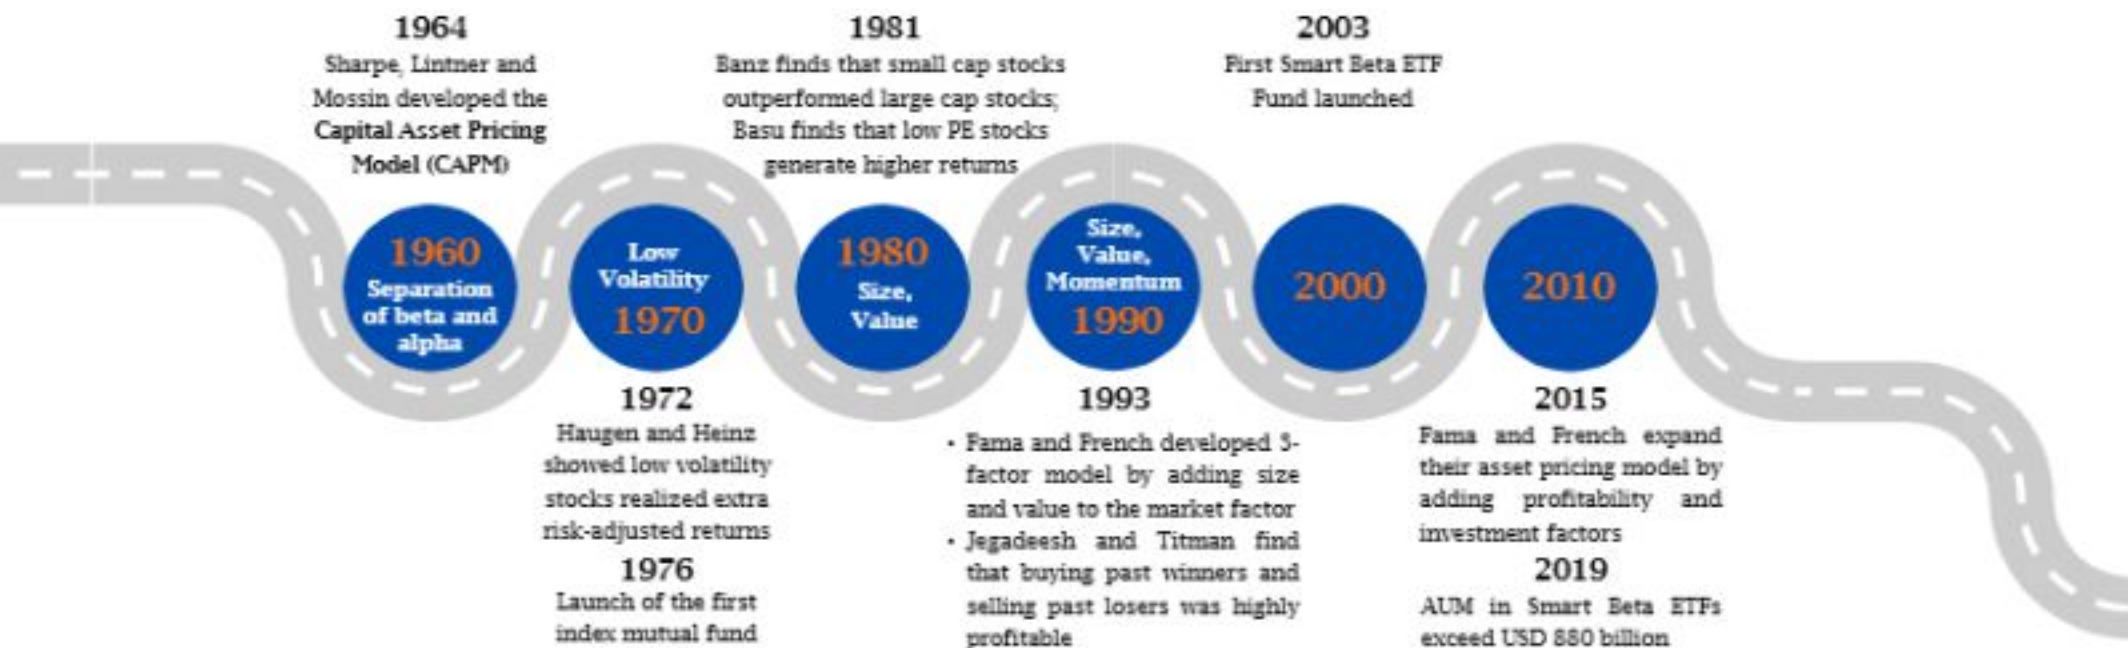 1964
Sharpe, Lintner and
Mossin developed the
Capital Asset Pricing
Model (CAPM)
1960
Separation
of beta and
alpha
Low
Volatility
1970
1972
Haugen and Heinz
showed low volatility
stocks realized extra
risk-adjusted returns
1976
Launch of the first
index mutual fund
1981
Banz finds that small cap stocks
outperformed large cap stocks;
Basu finds that low PE stocks
generate higher returns
1980
Size,
Value
Size,
Value,
Momentum
1990
1993
• Fama and French developed 3-
factor model by adding size
and value to the market factor
• Jegadeesh and Titman find
that buying past winners and
selling past losers was highly
profitable
2003
First Smart Beta ETF
Fund launched
2000
2010
2015
Fama and French expand
their asset pricing model by
adding profitability and
investment factors
2019
AUM in Smart Beta ETFs
exceed USD 880 billion